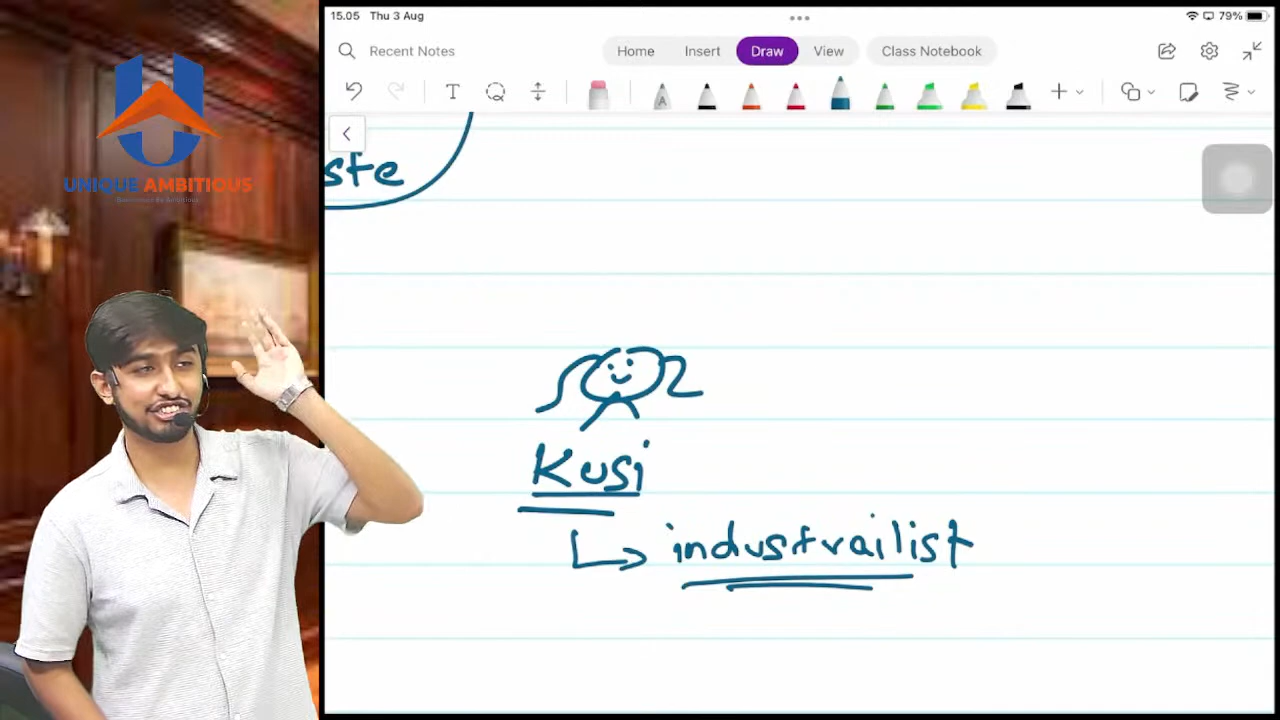 15.05 Thu 3 Aug
79%
Recent Notes
Home Insert Draw View Class Notebook
T
A
ste
UNIQUE AMBITIOUS
Kusi
industrailist